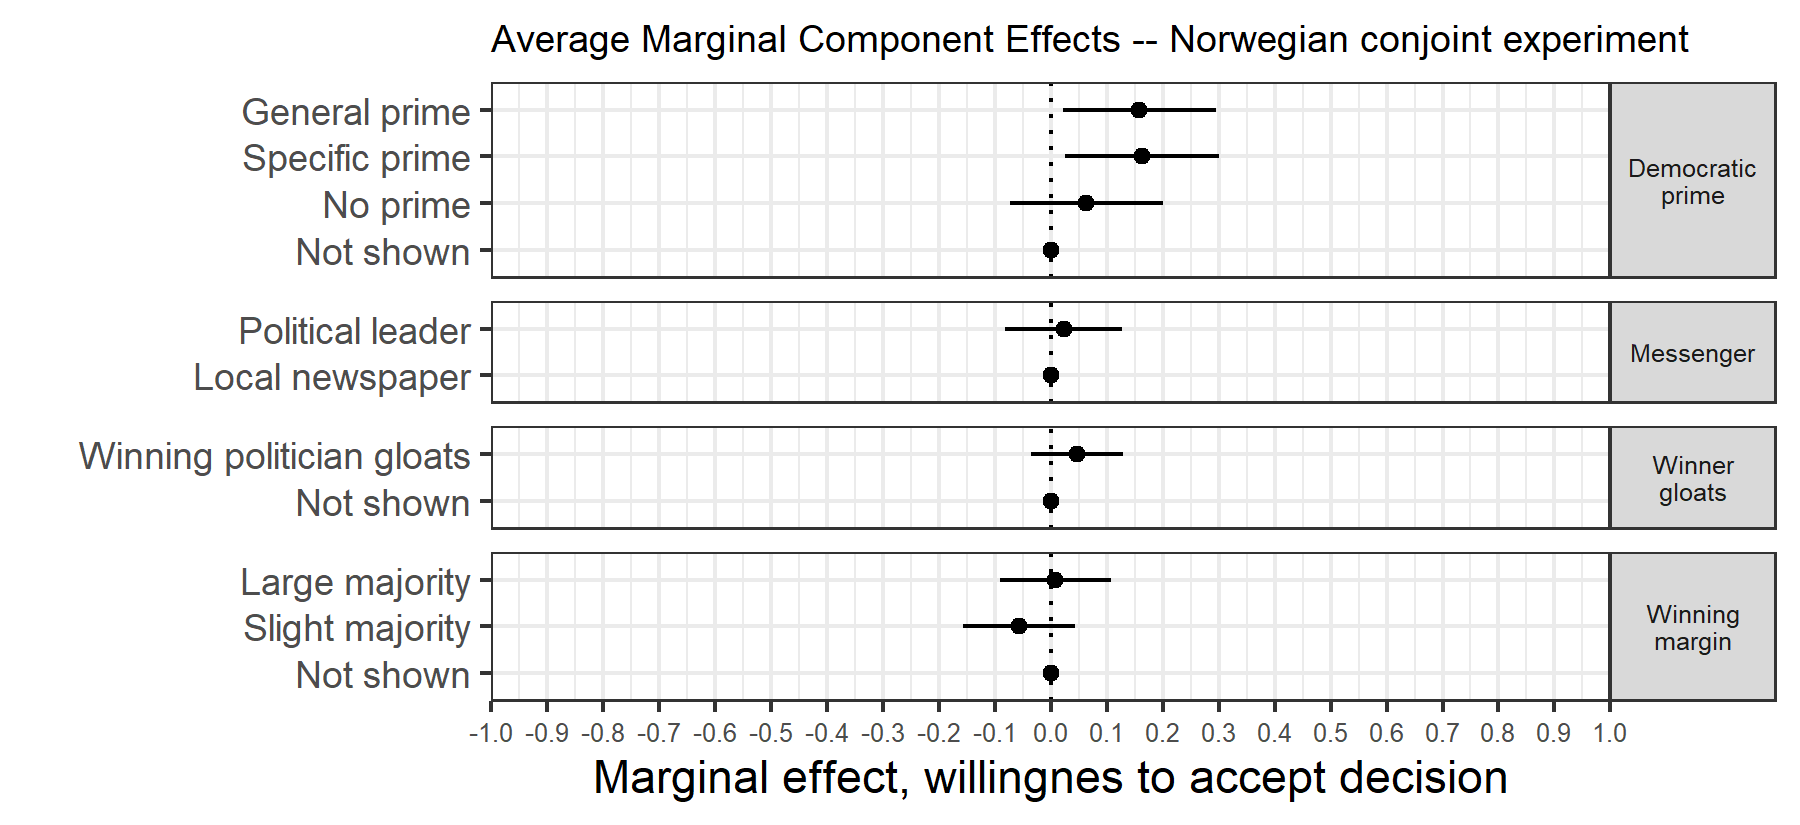 Average Marginal Component Effects -- Norwegian conjoint experiment
General prime
Specific prime
No prime
Not shown
Democratic
prime
Political leader
Local newspaper
Messenger
Winning politician gloats
Not shown
Winner
gloats
Large majority
Slight majority
Not shown
Winning
margin
-1.0 -0.9 -0.8 -0.7 -0.6 -0.5 -0.4 -0.3 -0.2 -0.1 0.0 0.1 0.2 0.3 0.4 0.5 0.6 0.7 0.8 0.9 1.0
Marginal effect, willingnes to accept decision